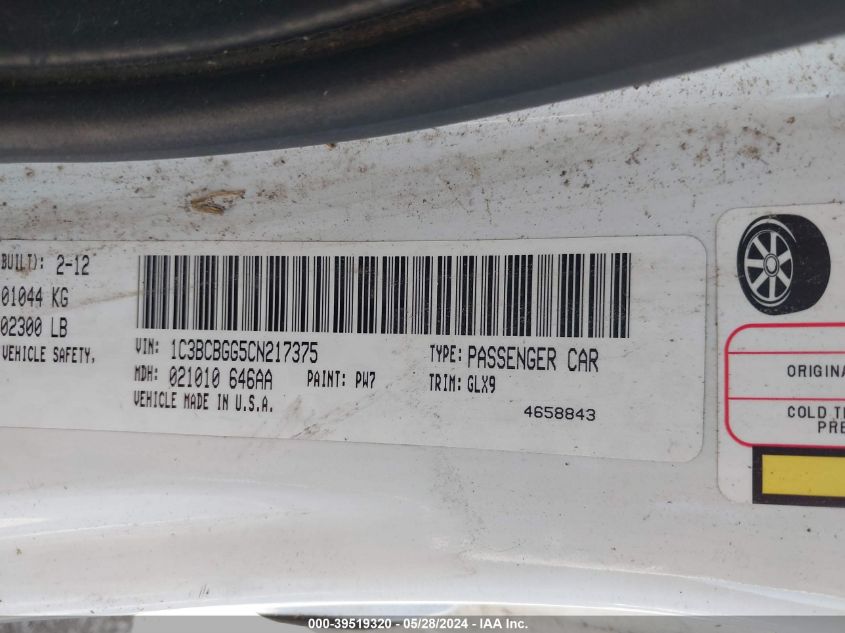 BUILT): 2-12
01044 KG
02300 LB
VEHICLE SAFETY,
VIN: 1C3BCBGG5CN217375
TYPE: PASSENGER CAR
MDH: 021010 646AA PAINT: PW7
TRIM: GLX9
VEHICLE MADE IN U.S.A.
4658843
ORIGINA
COLD TI
PRE
000-39519320 - 05/28/2024 - IAA Inc.